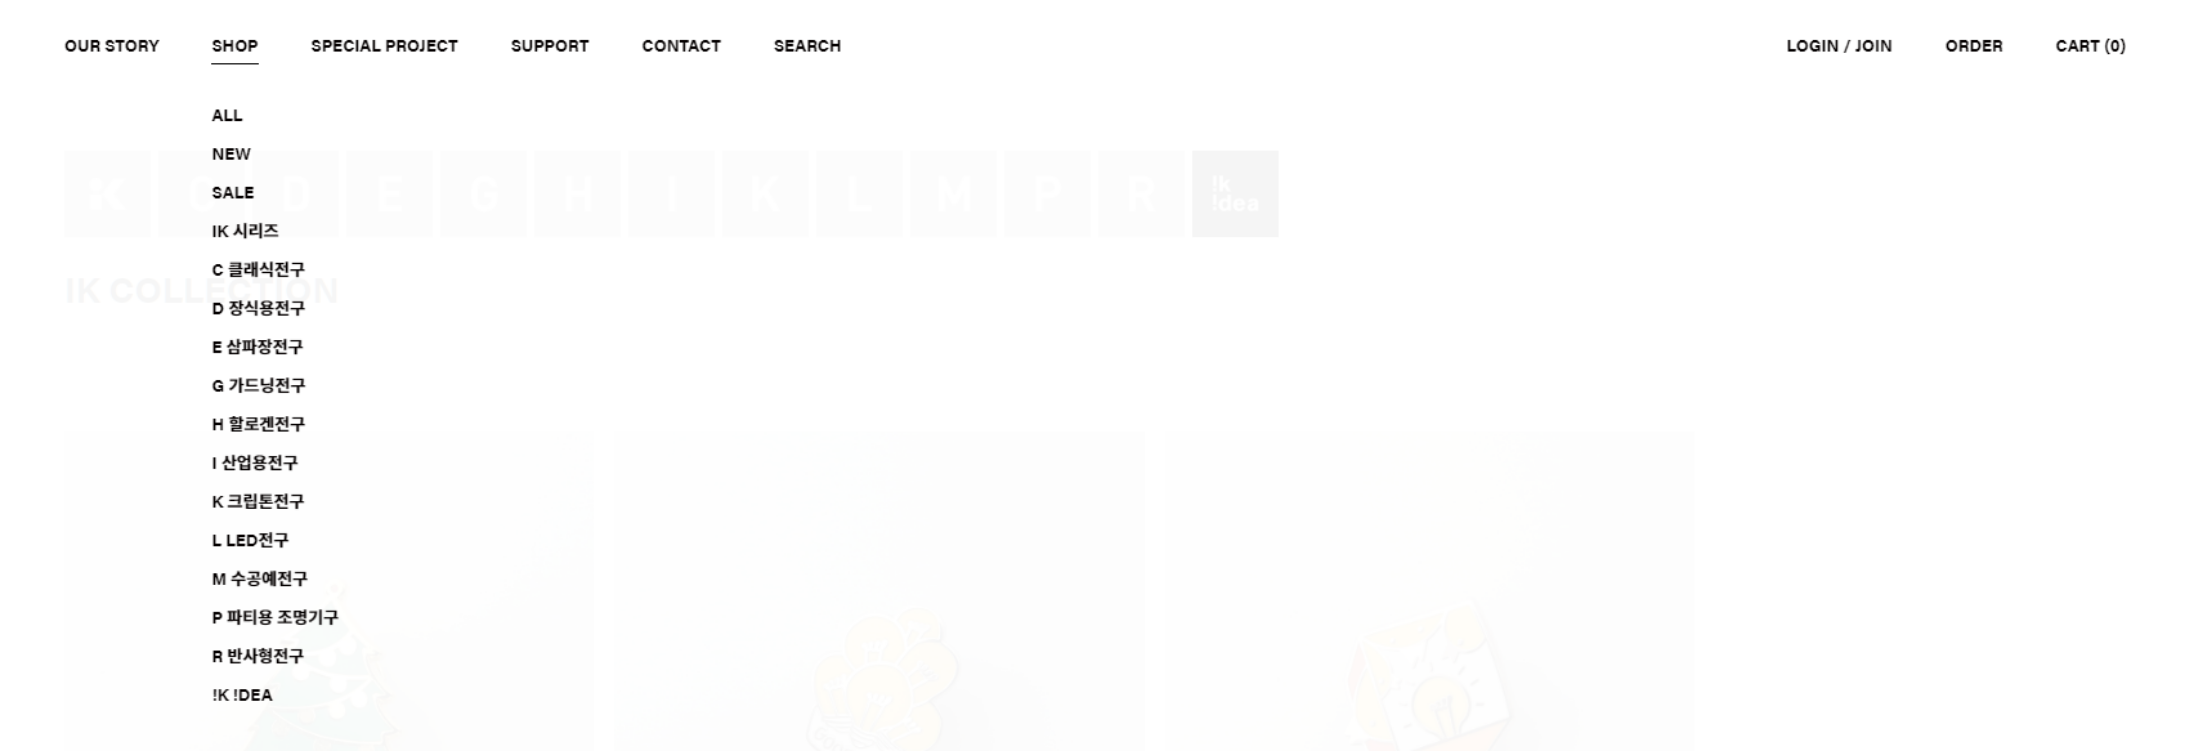 OUR STORY SHOP SPECIAL PROJECT SUPPORT CONTACT SEARCH LOGIN / JOIN ORDER CART (0)
ALL
NEW
SALE
IK C D E G H I K L M P R !k !dea
IK 시리즈
C 클래식전구
IK COLLECTION
D 장식용전구
E 삼파장전구
G 가드닝전구
H 할로겐전구
I 산업용전구
K 크립톤전구
L LED전구
M 수공예전구
P 파티용 조명기구
R 반사형전구
!K !DEA